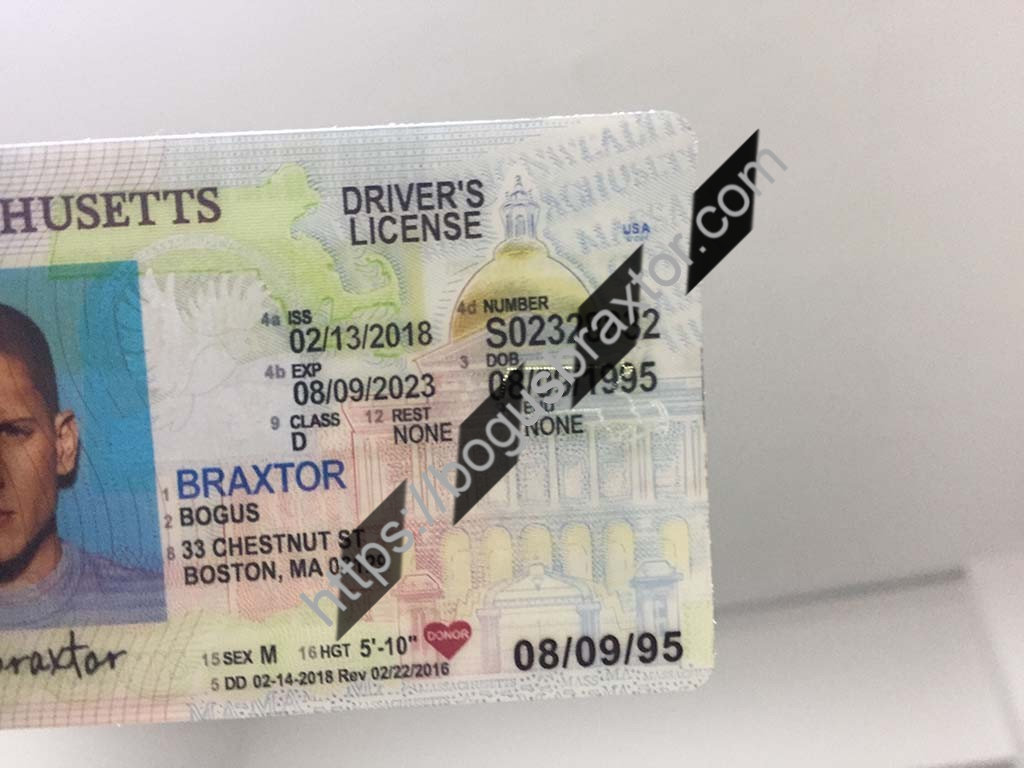 HUSETTS
DRIVER'S
LICENSE
USA
4a ISS
02/13/2018
4d NUMBER
4b EXP
08/09/2023
3 DOB
9 CLASS
D
12 REST
NONE
NONE
1 BRAXTOR
2 BOGUS
8 33 CHESTNUT ST
BOSTON, MA
braxtor
15 SEX M 16 HGT 5'-10"
DONOR
08/09/95
5 DD 02-14-2018 Rev 02/22/2016
https://bogusbraxtor.com